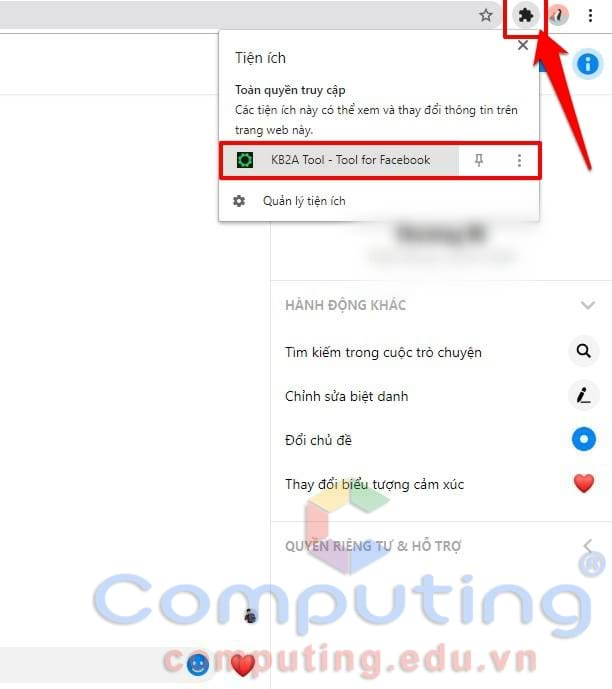 Tiện ích
Toàn quyền truy cập
Các tiện ích này có thể xem và thay đổi thông tin trên
trang web này.
KB2A Tool - Tool for Facebook
Quản lý tiện ích
HÀNH ĐỘNG KHÁC
Tìm kiếm trong cuộc trò chuyện
Chỉnh sửa biệt danh
Đổi chủ đề
Thay đổi biểu tượng cảm xúc
QUYỀN RIÊNG TƯ & HỖ TRỢ
Computing®
computing.edu.vn